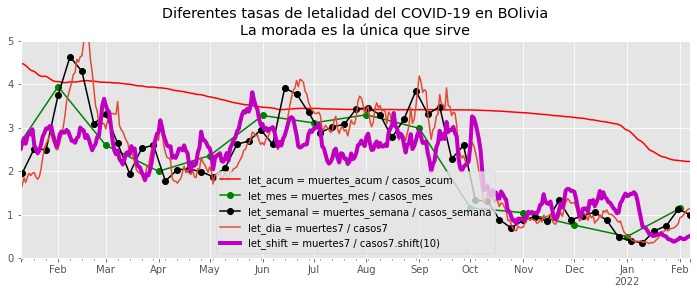 Diferentes tasas de letalidad del COVID-19 en BOlivia
La morada es la única que sirve
5
4
3
2
1
0
let_acum = muertes_acum / casos_acum
let_mes = muertes_mes / casos_mes
let_semanal = muertes_semana / casos_semana
let_dia = muertes7 / casos7
let_shift = muertes7 / casos7.shift(10)
Feb Mar Apr May Jun Jul Aug Sep Oct Nov Dec Jan Feb
2022